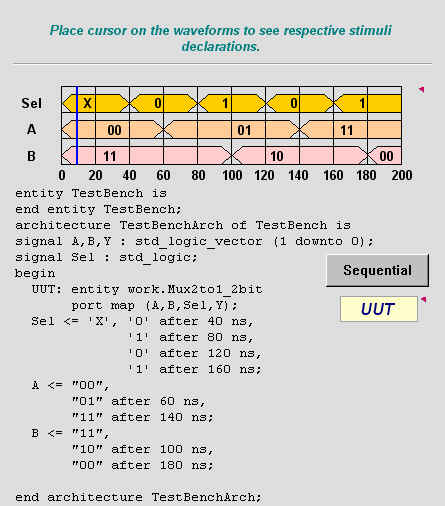 Place cursor on the waveforms to see respective stimuli
declarations.
Sel X 0 1 0 1
A 00 01 11
B 11 10 00
0 20 40 60 80 100 120 140 160 180 200
entity TestBench is
end entity TestBench;
architecture TestBenchArch of TestBench is
signal A,B,Y : std_logic_vector (1 downto 0);
signal Sel : std_logic;
begin
UUT: entity work.Mux2to1_2bit
port map (A,B,Sel,Y);
Sel <= 'X', '0' after 40 ns,
'1' after 80 ns,
'0' after 120 ns,
'1' after 160 ns;
A <= "00",
"01" after 60 ns,
"11" after 140 ns;
B <= "11",
"10" after 100 ns,
"00" after 180 ns;
end architecture TestBenchArch;
Sequential
UUT